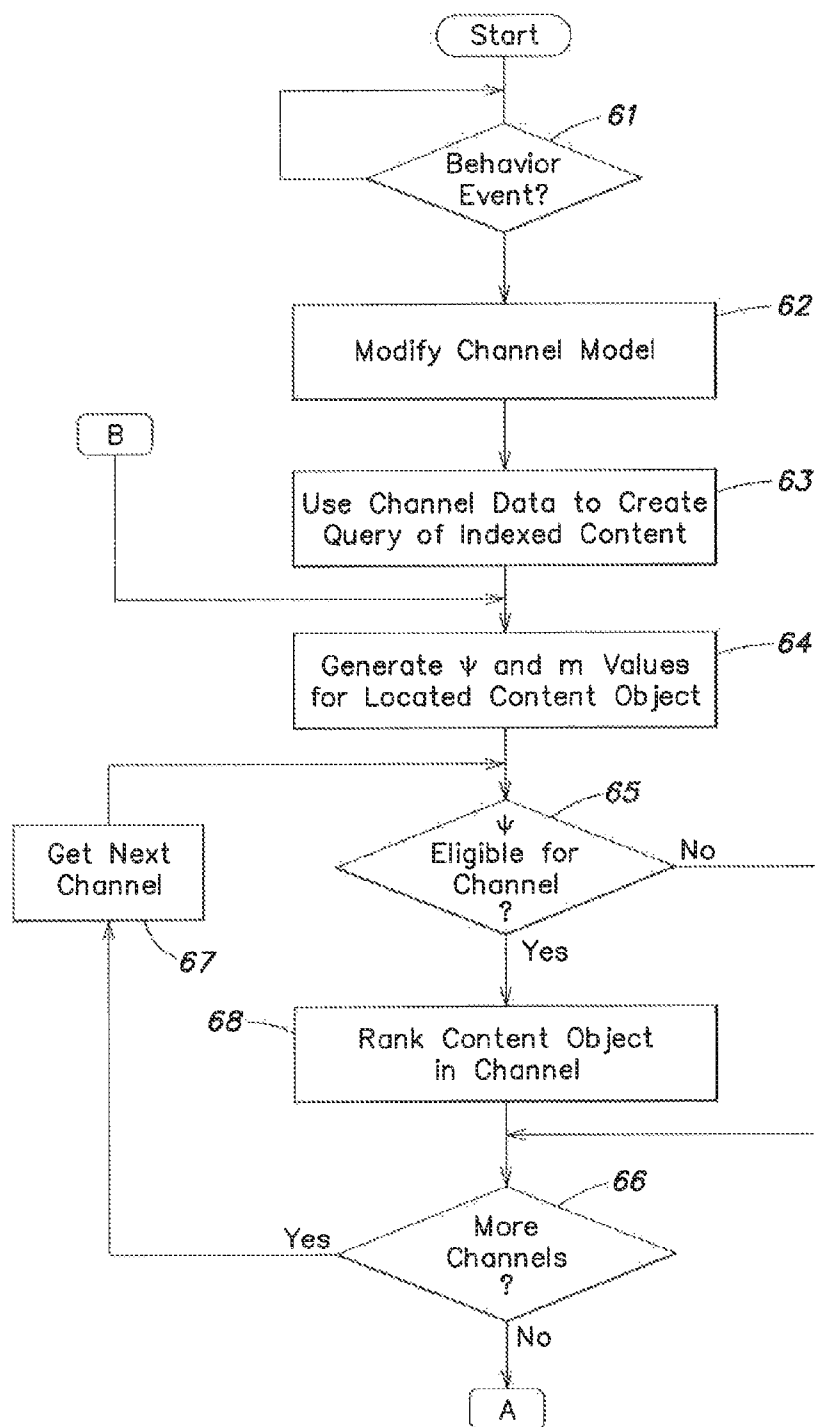 Start
61
Behavior
Event?
62
Modify Channel Model
B
63
Use Channel Data to Create
Query of Indexed Content
64
Generate ψ and m Values
for Located Content Object
65
ψ
Eligible for
Channel
?
No
Get Next
Channel
67
Yes
68
Rank Content Object
in Channel
66
More
Channels
?
Yes
No
A